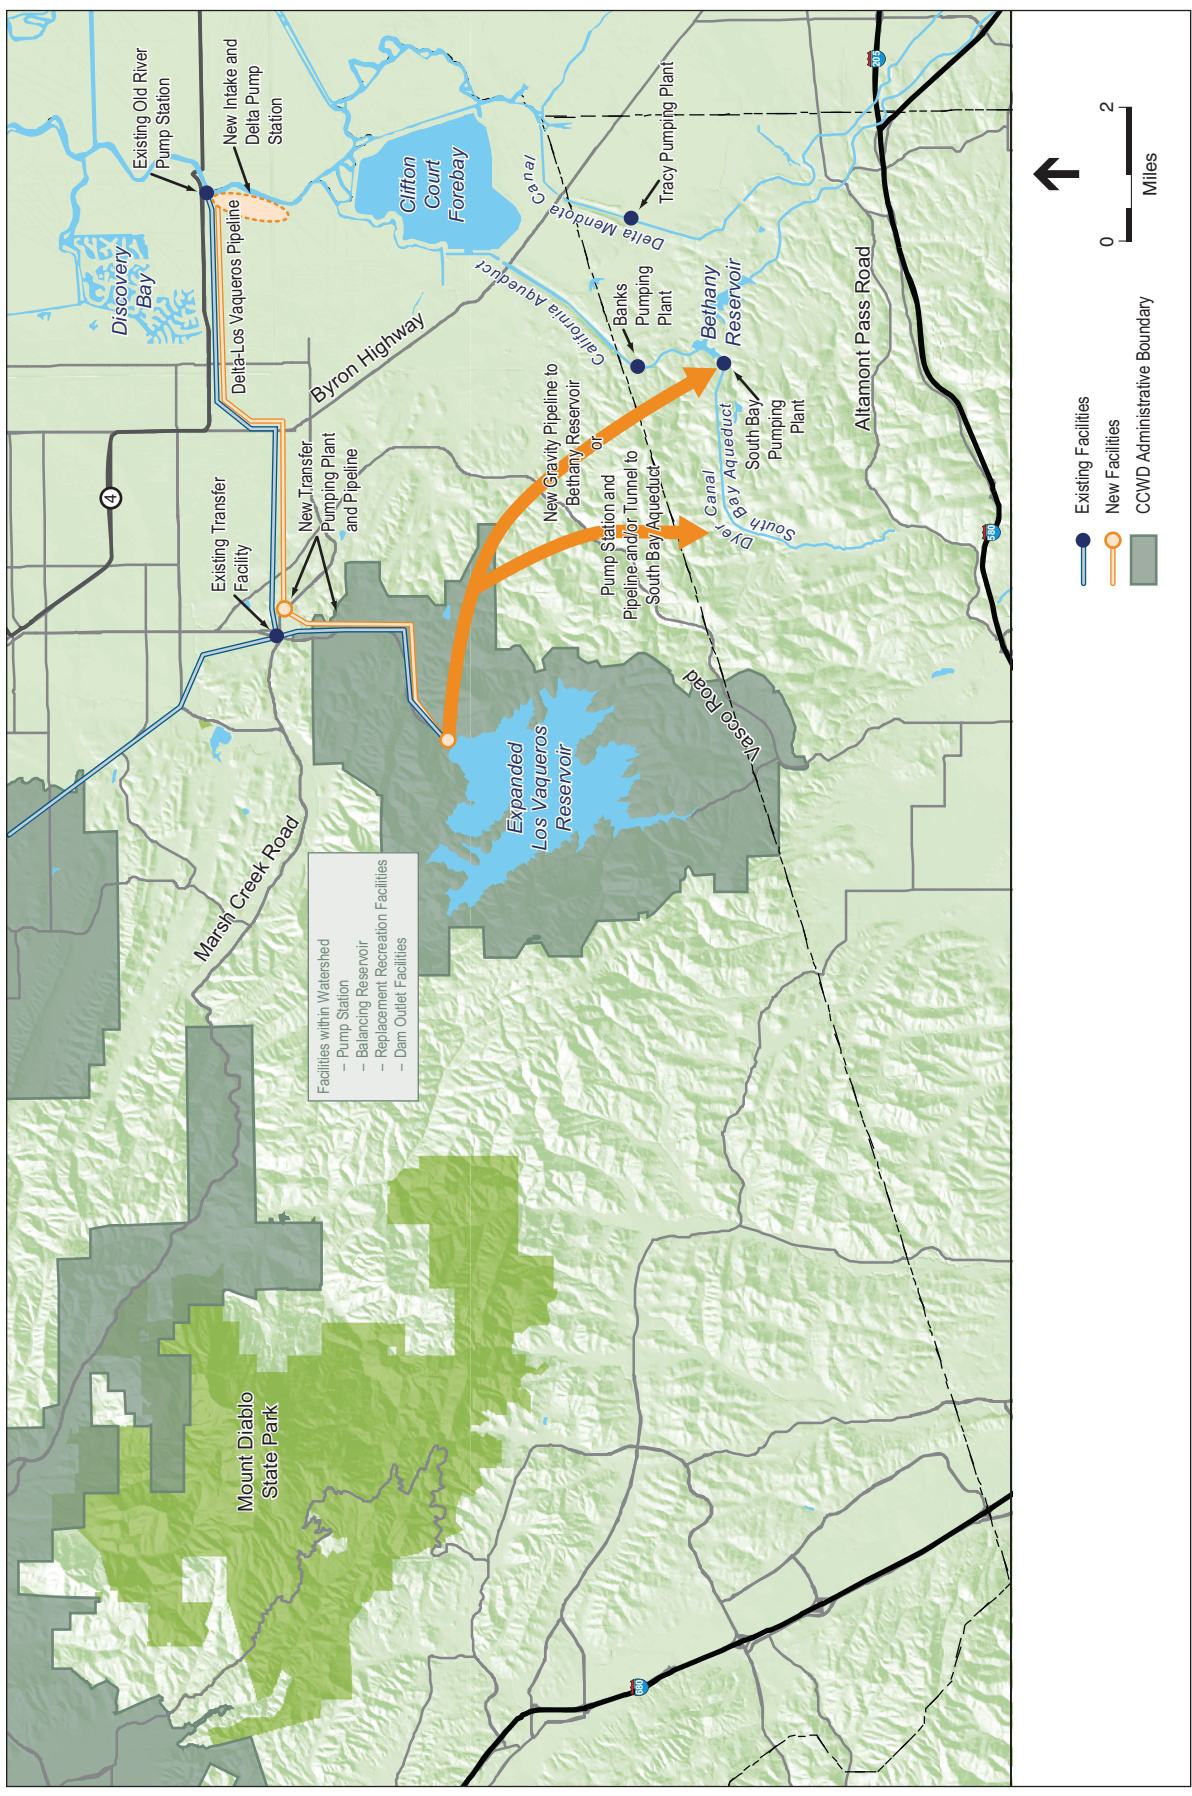 Existing Old River
Pump Station
New Intake and
Delta Pump
Station
Discovery
Bay
Delta-Los Vaqueros Pipeline
Clifton
Court
Forebay
Byron Highway
4
Existing Transfer
Facility
New Transfer
Pumping Plant
and Pipeline
California Aqueduct
Delta Mendota
Canal
Tracy Pumping Plant
Banks
Pumping
Plant
Bethany
Reservoir
South Bay
Pumping
Plant
New Gravity Pipeline to
Bethany Reservoir
or
Pump Station and
Pipeline and/or Tunnel to
South Bay Aqueduct
Dyer Canal
South Bay Aqueduct
South Bay
Altamont Pass Road
205
580
680
Vasco Road
Expanded
Los Vaqueros
Reservoir
Marsh Creek Road
Facilities within Watershed
– Pump Station
– Balancing Reservoir
– Replacement Recreation Facilities
– Dam Outlet Facilities
Mount Diablo
State Park
Existing Facilities
New Facilities
CCWD Administrative Boundary
0 2
Miles